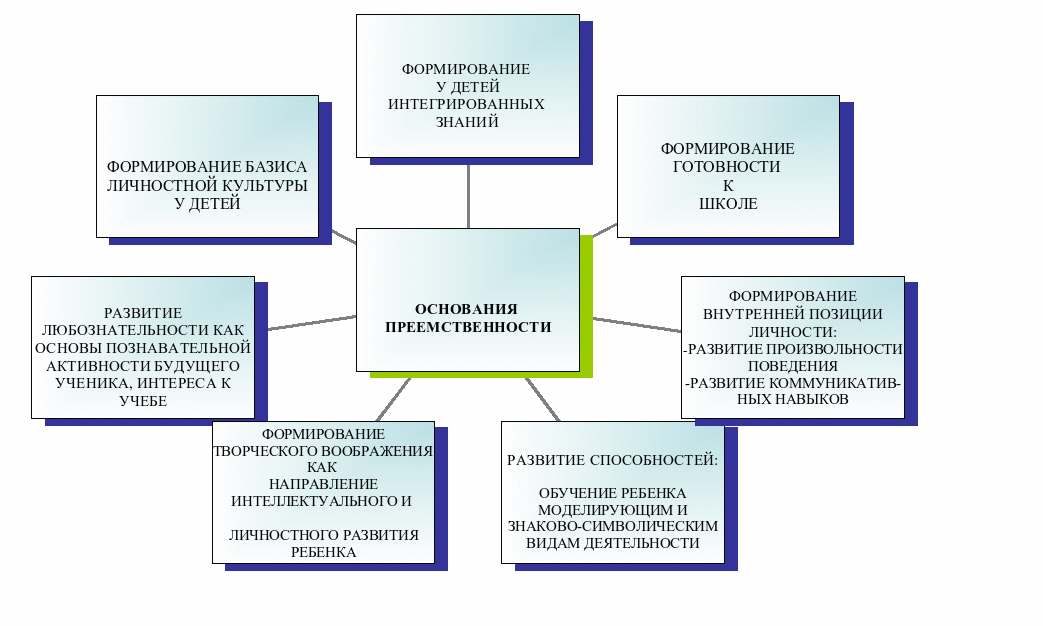 ФОРМИРОВАНИЕ
У ДЕТЕЙ
ИНТЕГРИРОВАННЫХ
ЗНАНИЙ
ФОРМИРОВАНИЕ БАЗИСА
ЛИЧНОСТНОЙ КУЛЬТУРЫ
У ДЕТЕЙ
ФОРМИРОВАНИЕ
ГОТОВНОСТИ
К
ШКОЛЕ
ОСНОВАНИЯ
ПРЕЕМСТВЕННОСТИ
РАЗВИТИЕ
ЛЮБОЗНАТЕЛЬНОСТИ КАК
ОСНОВЫ ПОЗНАВАТЕЛЬНОЙ
АКТИВНОСТИ БУДУЩЕГО
УЧЕНИКА, ИНТЕРЕСА К
УЧЕБЕ
ФОРМИРОВАНИЕ
ВНУТРЕННЕЙ ПОЗИЦИИ
ЛИЧНОСТИ:
-РАЗВИТИЕ ПРОИЗВОЛЬНОСТИ
ПОВЕДЕНИЯ
-РАЗВИТИЕ КОММУНИКАТИВ-
НЫХ НАВЫКОВ
ФОРМИРОВАНИЕ
ТВОРЧЕСКОГО ВООБРАЖЕНИЯ
КАК
НАПРАВЛЕНИЕ
ИНТЕЛЛЕКТУАЛЬНОГО И
ЛИЧНОСТНОГО РАЗВИТИЯ
РЕБЕНКА
РАЗВИТИЕ СПОСОБНОСТЕЙ:
ОБУЧЕНИЕ РЕБЕНКА
МОДЕЛИРУЮЩИМ И
ЗНАКОВО-СИМВОЛИЧЕСКИМ
ВИДАМ ДЕЯТЕЛЬНОСТИ